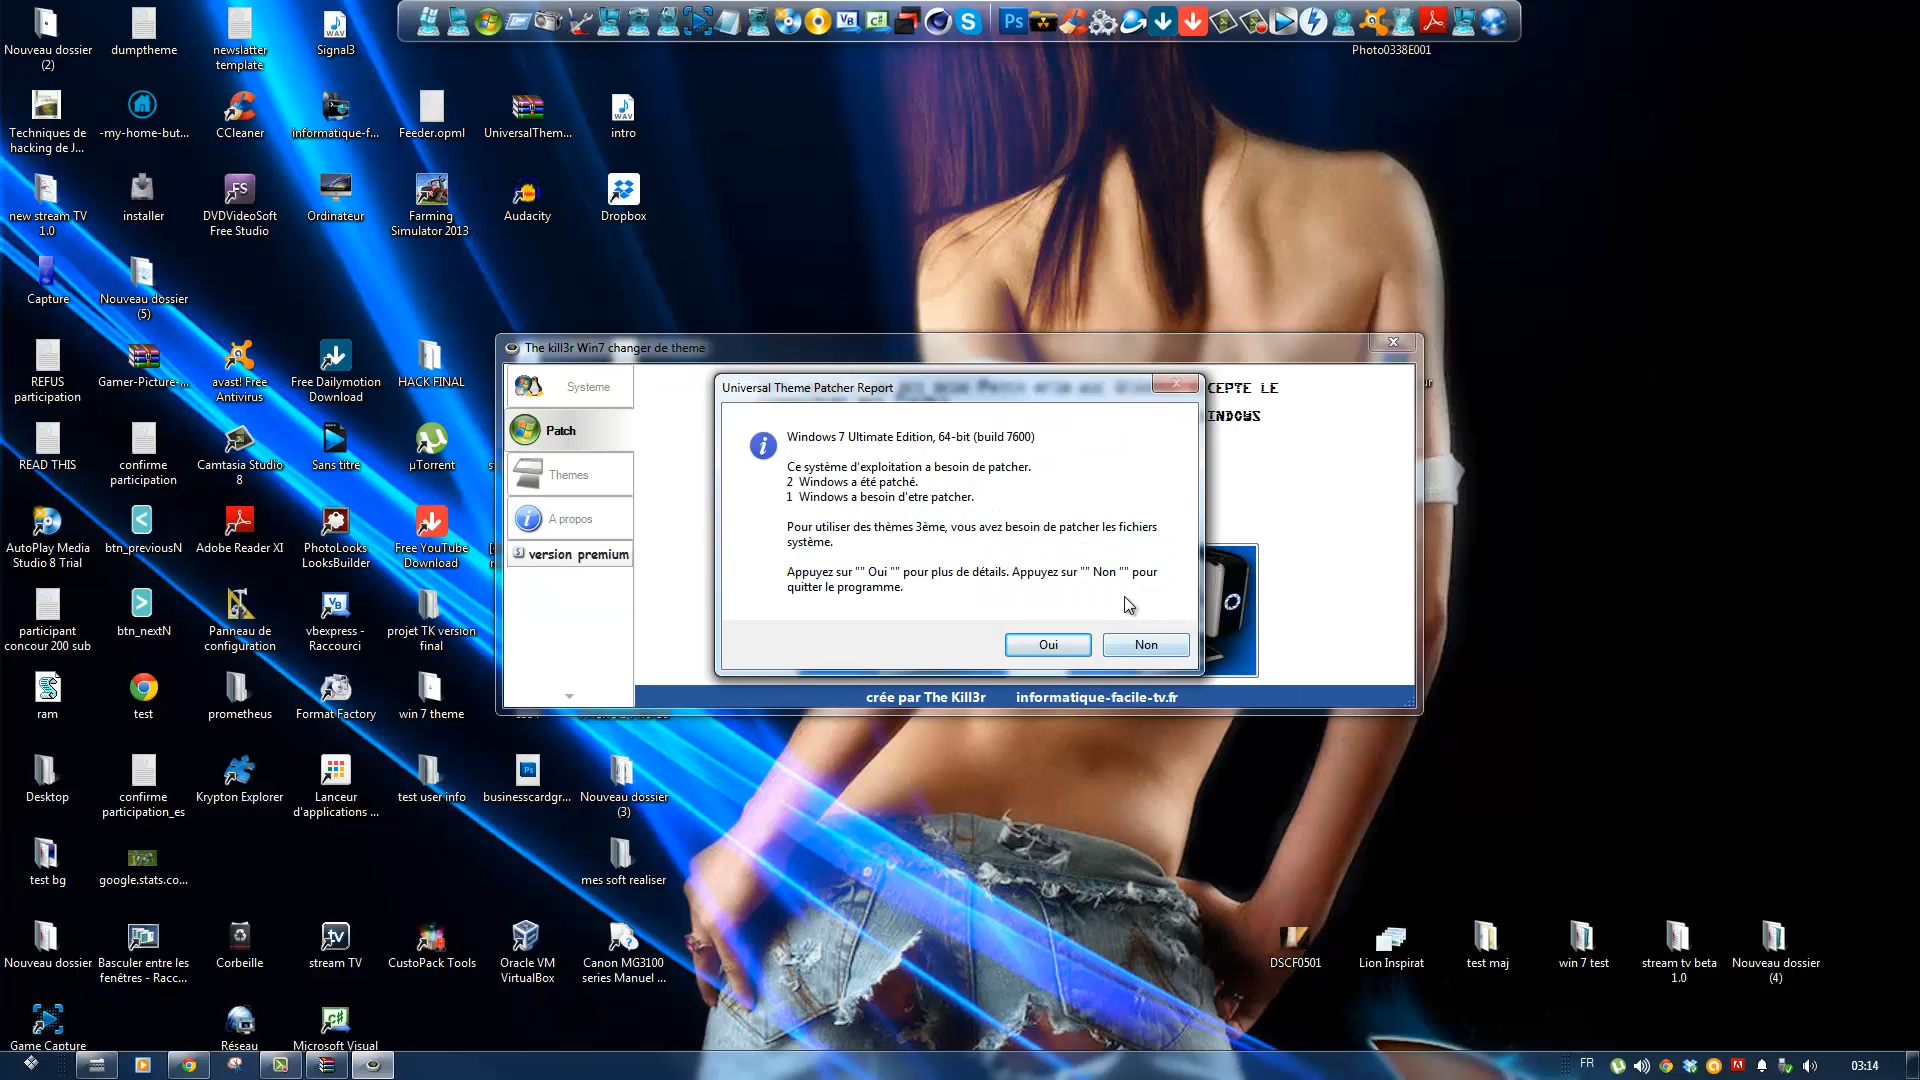 Photo0338E001
Nouveau dossier (2)
dumptheme
newslatter template
Signal3
Techniques de hacking de J...
-my-home-but...
CCleaner
informatique-f...
Feeder.opml
UniversalThem...
intro
new stream TV 1.0
installer
DVDVideoSoft Free Studio
Ordinateur
Farming Simulator 2013
Audacity
Dropbox
Capture
Nouveau dossier (5)
REFUS participation
Gamer-Picture-...
avast! Free Antivirus
Free Dailymotion Download
HACK FINAL
READ THIS
confirme participation
Camtasia Studio 8
Sans titre
µTorrent
AutoPlay Media Studio 8 Trial
btn_previousN
Adobe Reader XI
PhotoLooks LooksBuilder
Free YouTube Download
participant concour 200 sub
btn_nextN
Panneau de configuration
vbexpress - Raccourci
projet TK version final
ram
test
prometheus
Format Factory
win 7 theme
Desktop
confirme participation_es
Krypton Explorer
Lanceur d'applications ...
test user info
businesscardgr...
Nouveau dossier (3)
test bg
google.stats.co...
mes soft realiser
Nouveau dossier
Basculer entre les fenêtres - Racc...
Corbeille
stream TV
CustoPack Tools
Oracle VM VirtualBox
Canon MG3100 series Manuel ...
Game Capture
Réseau
Microsoft Visual
DSCF0501
Lion Inspirat
test maj
win 7 test
stream tv beta 1.0
Nouveau dossier (4)
The kill3r Win7 changer de theme
Systeme
Patch
Themes
A propos
version premium
CEPTE LE
INDOWS
Universal Theme Patcher Report
Windows 7 Ultimate Edition, 64-bit (build 7600)
Ce système d'exploitation a besoin de patcher.
2 Windows a été patché.
1 Windows a besoin d'etre patcher.
Pour utiliser des thèmes 3ème, vous avez besoin de patcher les fichiers
système.
Appuyez sur "" Oui "" pour plus de détails. Appuyez sur "" Non "" pour
quitter le programme.
Oui
Non
crée par The Kill3r informatique-facile-tv.fr
FR
03:14